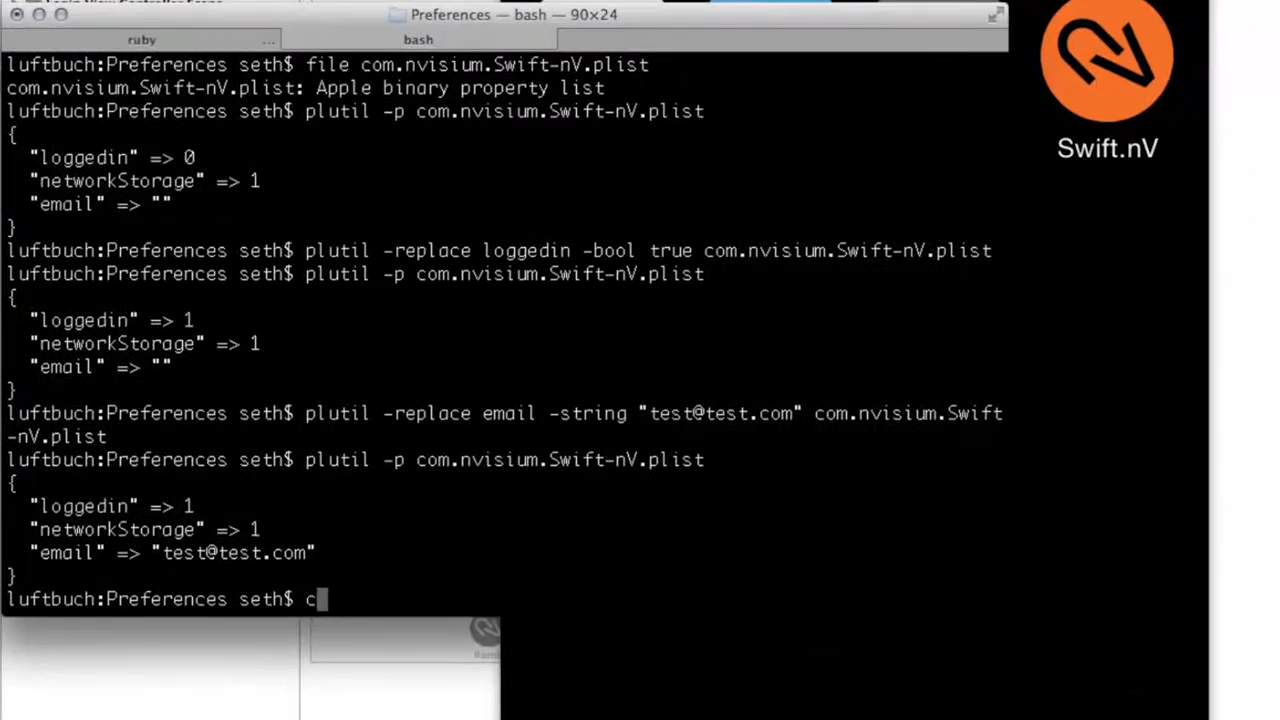 Preferences — bash — 90×24
ruby ... bash
luftbuch:Preferences seth$ file com.nvisium.Swift-nV.plist
com.nvisium.Swift-nV.plist: Apple binary property list
luftbuch:Preferences seth$ plutil -p com.nvisium.Swift-nV.plist
{
  "loggedin" => 0
  "networkStorage" => 1
  "email" => ""
}
luftbuch:Preferences seth$ plutil -replace loggedin -bool true com.nvisium.Swift-nV.plist
luftbuch:Preferences seth$ plutil -p com.nvisium.Swift-nV.plist
{
  "loggedin" => 1
  "networkStorage" => 1
  "email" => ""
}
luftbuch:Preferences seth$ plutil -replace email -string "test@test.com" com.nvisium.Swift
-nV.plist
luftbuch:Preferences seth$ plutil -p com.nvisium.Swift-nV.plist
{
  "loggedin" => 1
  "networkStorage" => 1
  "email" => "test@test.com"
}
luftbuch:Preferences seth$ c
Swift.nV